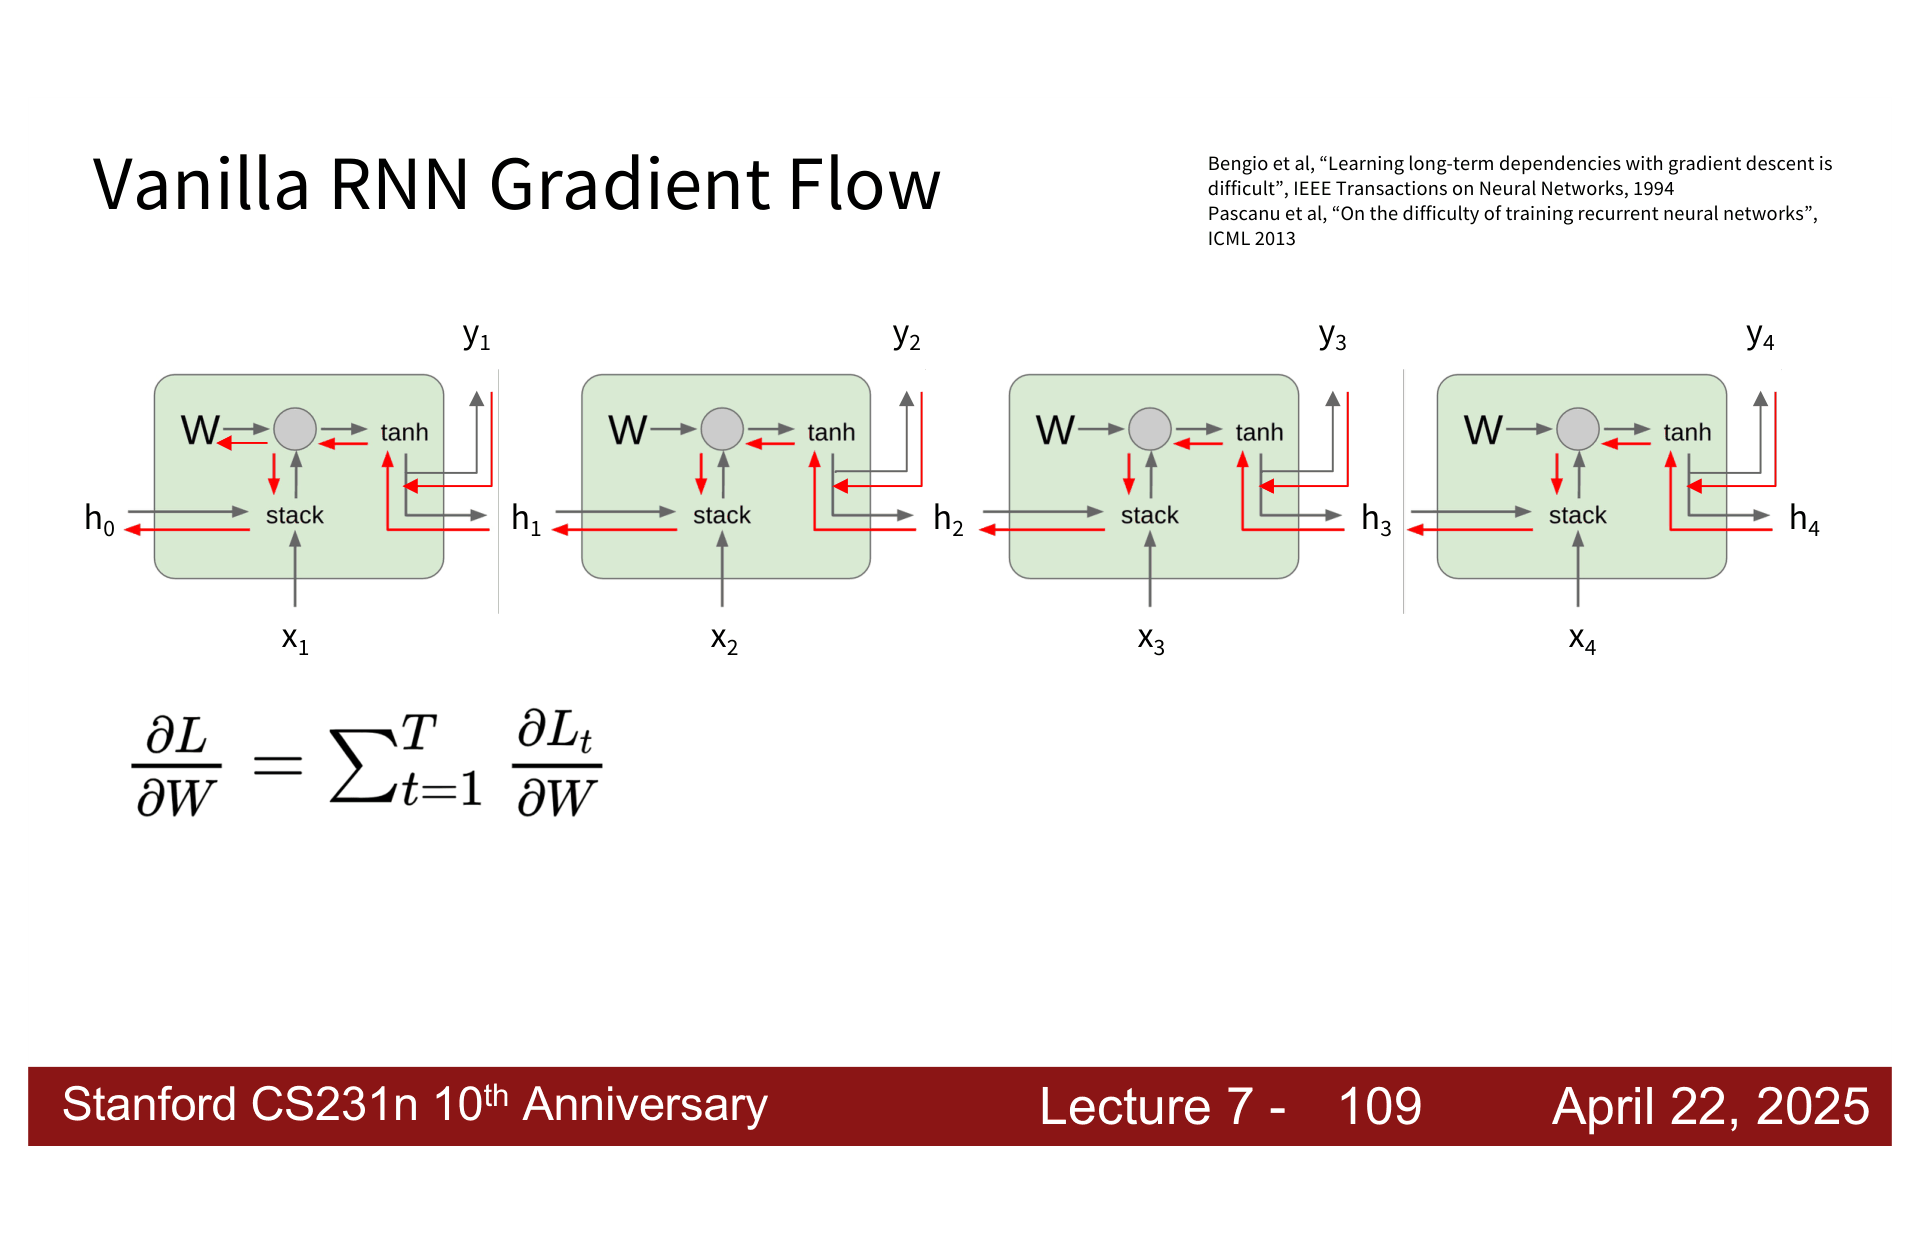 Vanilla RNN Gradient Flow
Bengio et al, “Learning long-term dependencies with gradient descent is
difficult”, IEEE Transactions on Neural Networks, 1994
Pascanu et al, “On the difficulty of training recurrent neural networks”,
ICML 2013
y₁ y₂ y₃ y₄
W tanh W tanh W tanh W tanh
h₀ stack h₁ stack h₂ stack h₃ stack h₄
x₁ x₂ x₃ x₄
∂L/∂W = ∑ᵀₜ₌₁ ∂Lₜ/∂W
Stanford CS231n 10th Anniversary Lecture 7 - 109 April 22, 2025